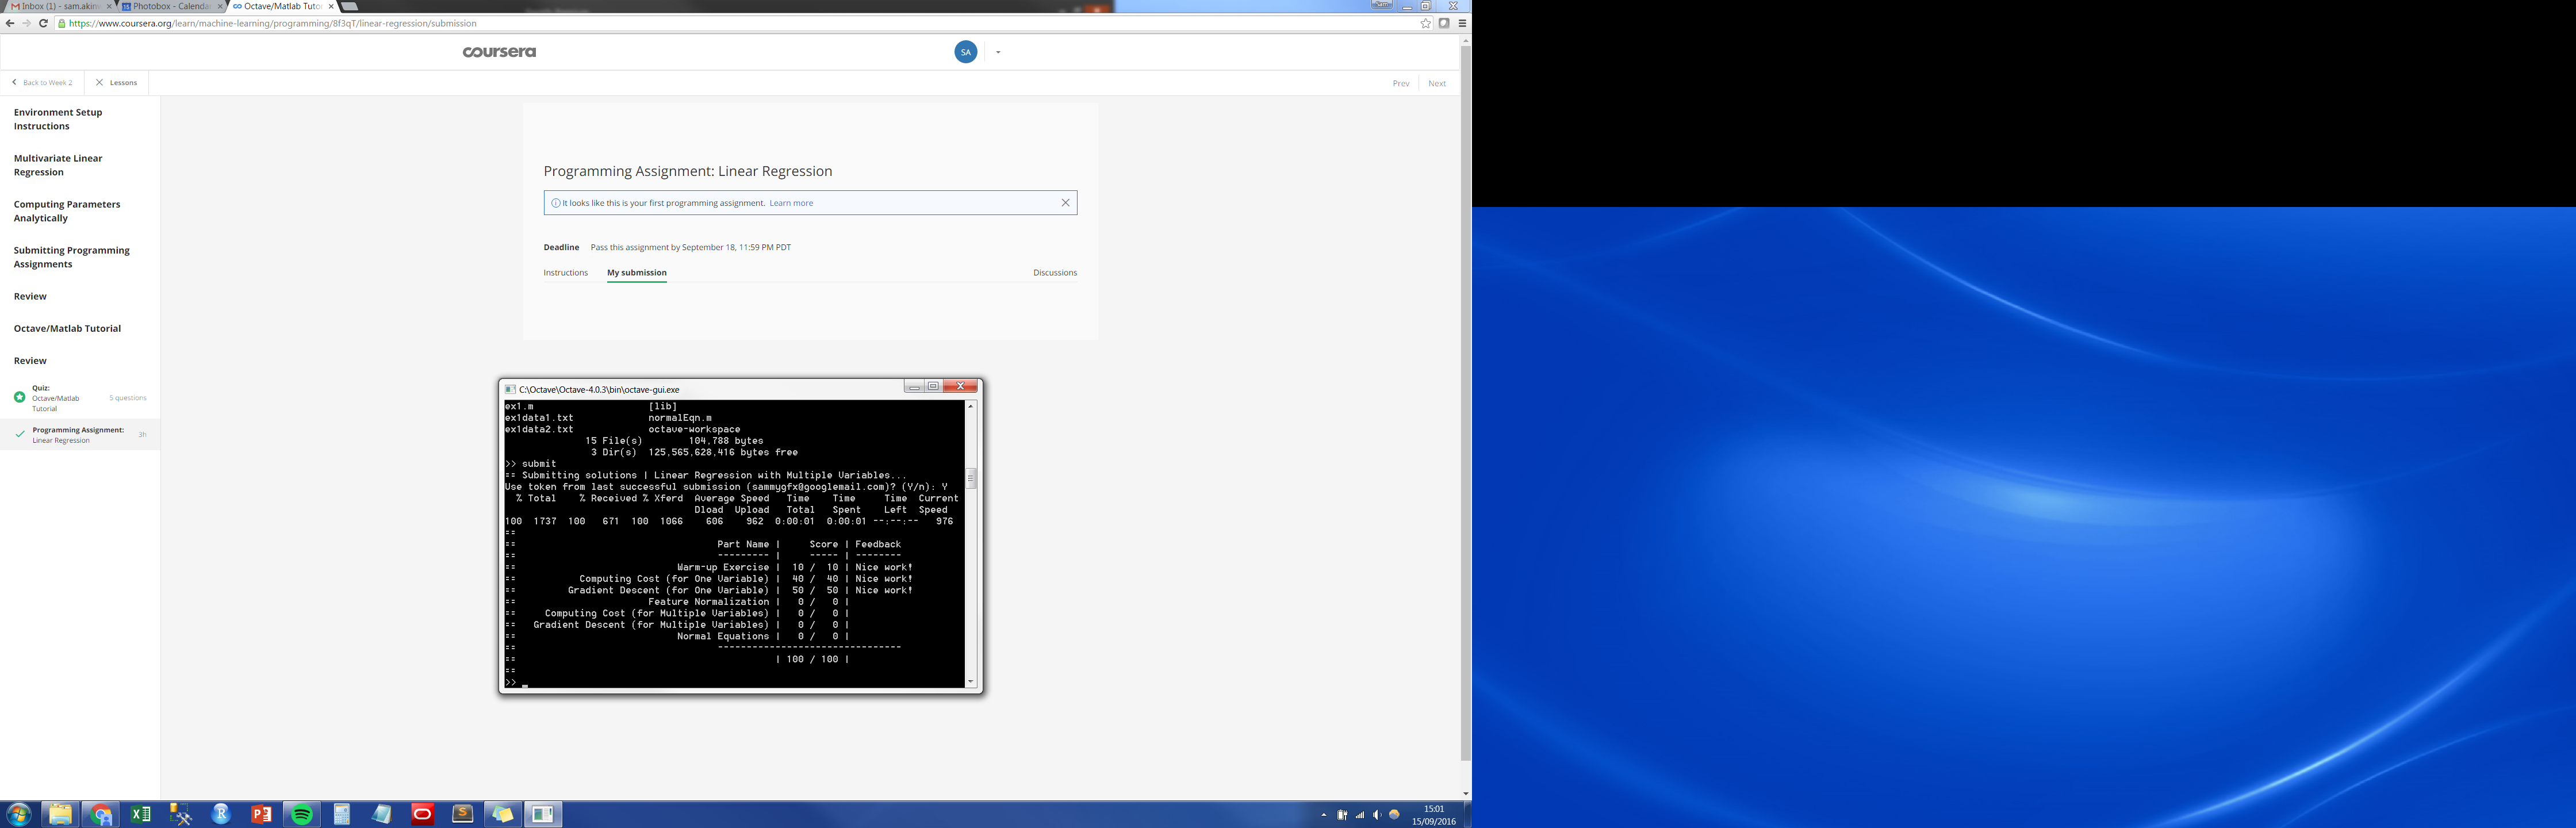 Inbox (1) - sam.akine
Photobox - Calenda
Octave/Matlab Tutor
https://www.coursera.org/learn/machine-learning/programming/8f3qT/linear-regression/submission
coursera
SA
Back to Week 2
Lessons
Prev
Next
Environment Setup
Instructions
Multivariate Linear
Regression
Computing Parameters
Analytically
Submitting Programming
Assignments
Review
Octave/Matlab Tutorial
Review
Quiz:
Octave/Matlab
Tutorial
5 questions
Programming Assignment:
Linear Regression
3h
Programming Assignment: Linear Regression
It looks like this is your first programming assignment. Learn more
Deadline Pass this assignment by September 18, 11:59 PM PDT
Instructions My submission Discussions
C:\Octave\Octave-4.0.3\bin\octave-gui.exe
ex1.m [lib]
ex1data1.txt normalEqn.m
ex1data2.txt octave-workspace
15 File(s) 104,788 bytes
3 Dir(s) 125,565,628,416 bytes free
>> submit
== Submitting solutions | Linear Regression with Multiple Variables...
Use token from last successful submission (sammygfx@googlemail.com)? (Y/n): Y
% Total % Received % Xferd Average Speed Time Time Time Current
Dload Upload Total Spent Left Speed
100 1737 100 671 100 1066 606 962 0:00:01 0:00:01 --:--:-- 976
==
== Part Name | Score | Feedback
== --------- | ----- | --------
== Warm-up Exercise | 10 / 10 | Nice work!
== Computing Cost (for One Variable) | 40 / 40 | Nice work!
== Gradient Descent (for One Variable) | 50 / 50 | Nice work!
== Feature Normalization | 0 / 0 |
== Computing Cost (for Multiple Variables) | 0 / 0 |
== Gradient Descent (for Multiple Variables) | 0 / 0 |
== Normal Equations | 0 / 0 |
== --------------------------------
== | 100 / 100 |
==
>>
15:01
15/09/2016